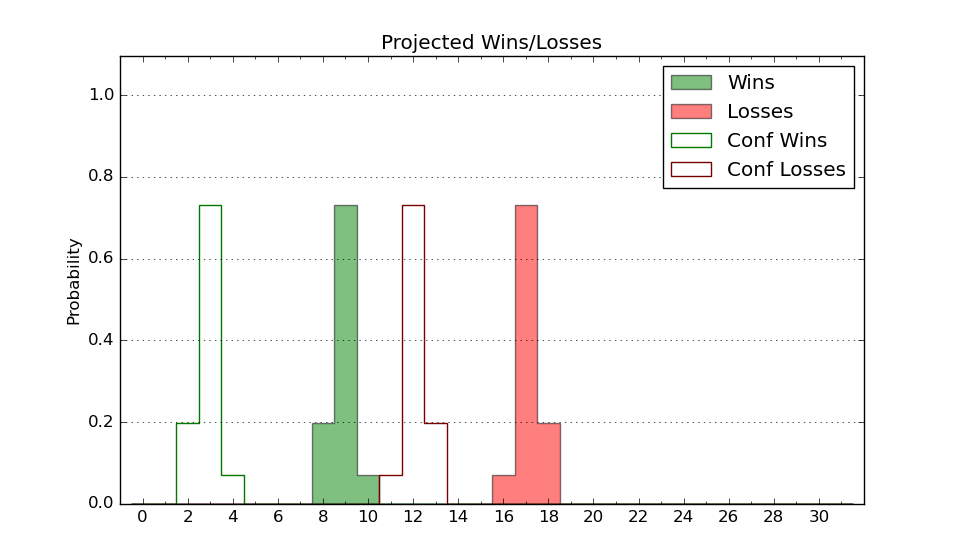 Projected Wins/Losses
Wins
Losses
Conf Wins
Conf Losses
Probability
1.0
0.8
0.6
0.4
0.2
0.0
0 2 4 6 8 10 12 14 16 18 20 22 24 26 28 30